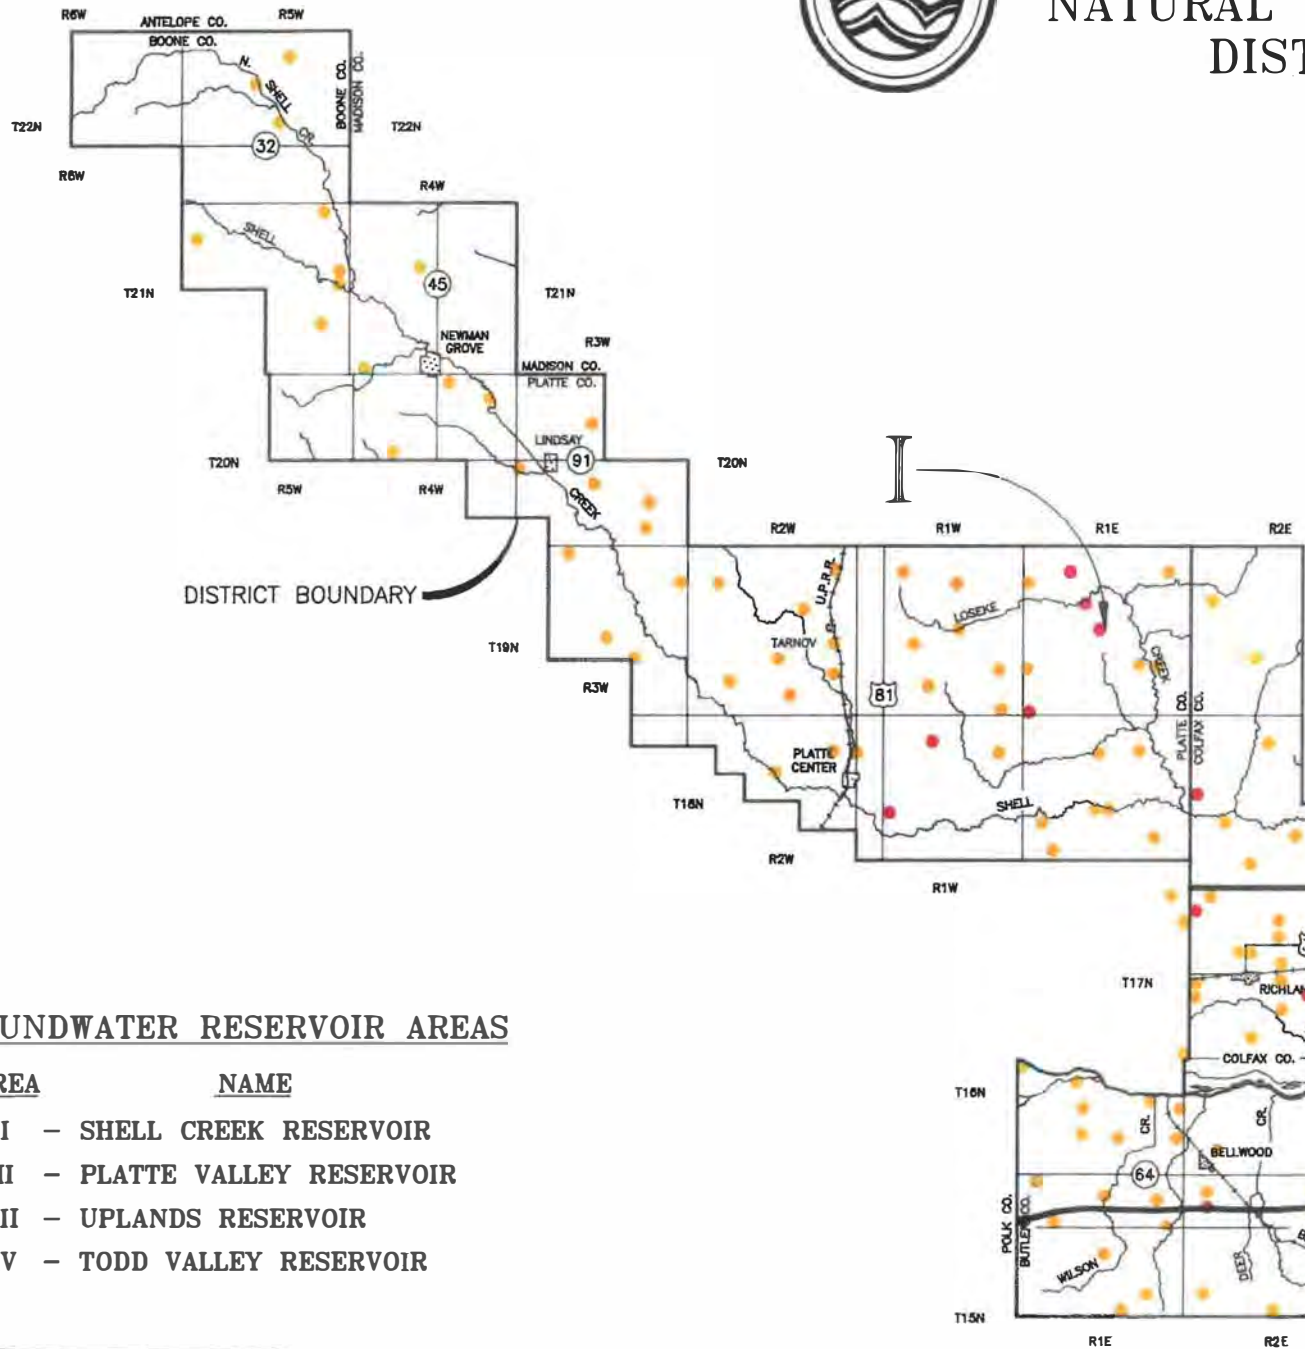 NATURAL
DIST
R6W
R5W
ANTELOPE CO.
BOONE CO.
N.
SHELL
CR.
BOONE CO.
MADISON CO.
T22N
T22N
32
R6W
R4W
SHELL
45
T21N
T21N
NEWMAN
GROVE
R3W
MADISON CO.
PLATTE CO.
LINDSAY
91
T20N
T20N
R5W
R4W
CREEK
I
R2W
R1W
R1E
R2E
DISTRICT BOUNDARY
U.P.R.R.
LOSEKE
CREEK
TARNOV
T19N
R3W
81
PLATTE CO.
COLFAX CO.
PLATTE
CENTER
T18N
SHELL
R2W
R1W
T17N
RICHLAN
COLFAX CO.
T16N
CR.
CR.
BELLWOOD
64
POLK CO.
BUTLER CO.
WILSON
DEER
T15N
R1E
R2E
UNDWATER RESERVOIR AREAS
REA NAME
I – SHELL CREEK RESERVOIR
II – PLATTE VALLEY RESERVOIR
II – UPLANDS RESERVOIR
V – TODD VALLEY RESERVOIR